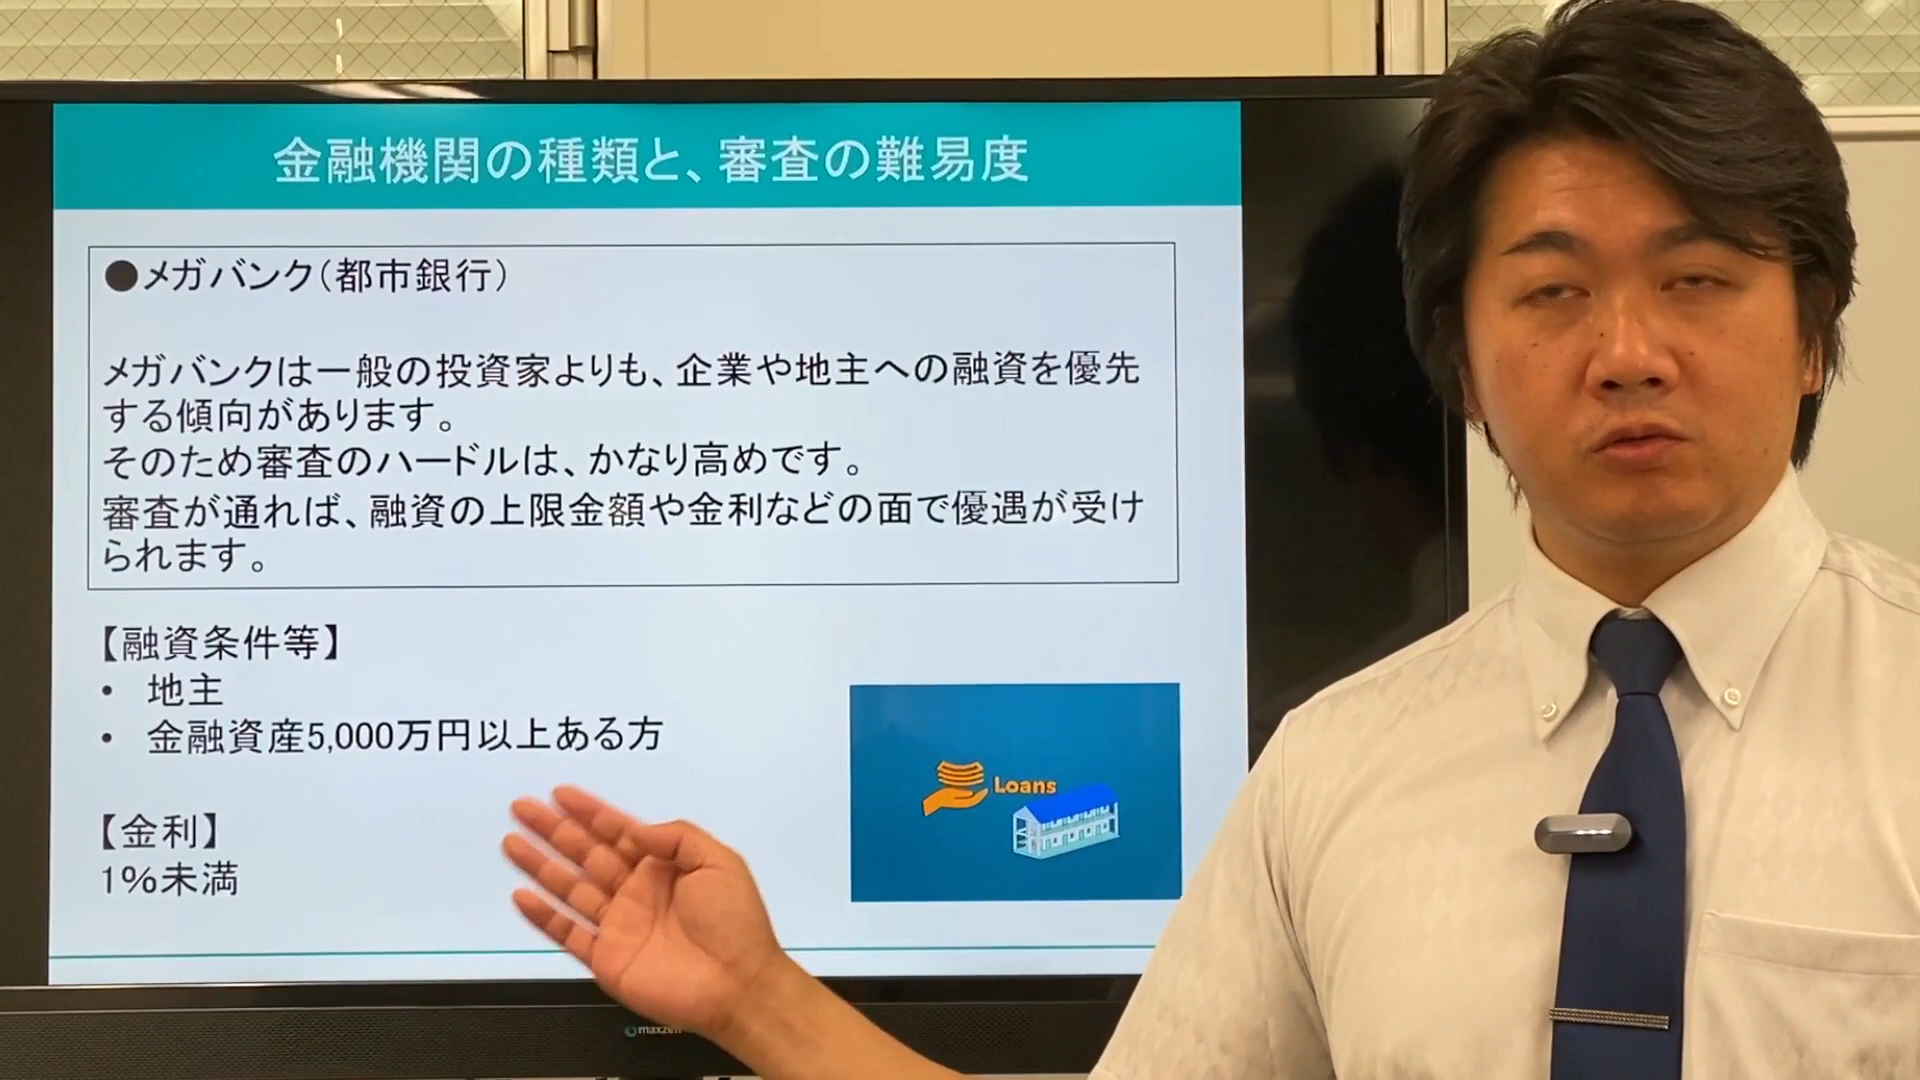 金融機関の種類と、審査の難易度
●メガバンク（都市銀行）
メガバンクは一般の投資家よりも、企業や地主への融資を優先
する傾向があります。
そのため審査のハードルは、かなり高めです。
審査が通れば、融資の上限金額や金利などの面で優遇が受け
られます。
【融資条件等】
• 地主
• 金融資産5,000万円以上ある方
Loans
【金利】
1%未満